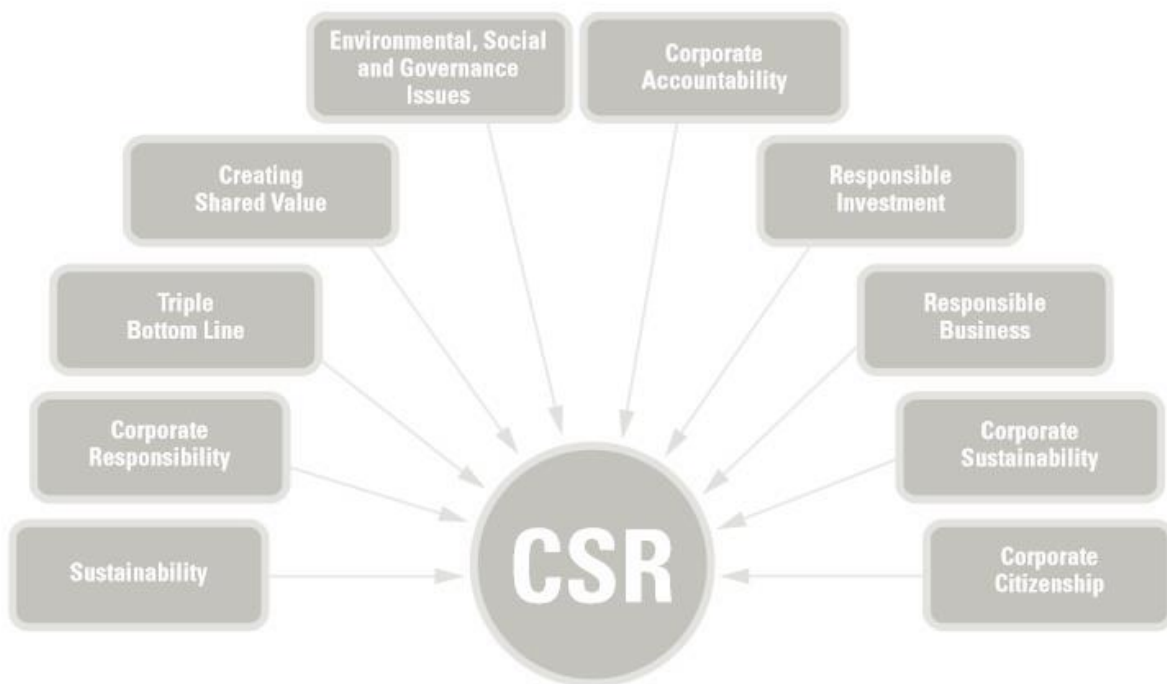 Environmental, Social
and Governance
Issues
Corporate
Accountability
Creating
Shared Value
Responsible
Investment
Triple
Bottom Line
Responsible
Business
Corporate
Responsibility
Corporate
Sustainability
Sustainability
CSR
Corporate
Citizenship